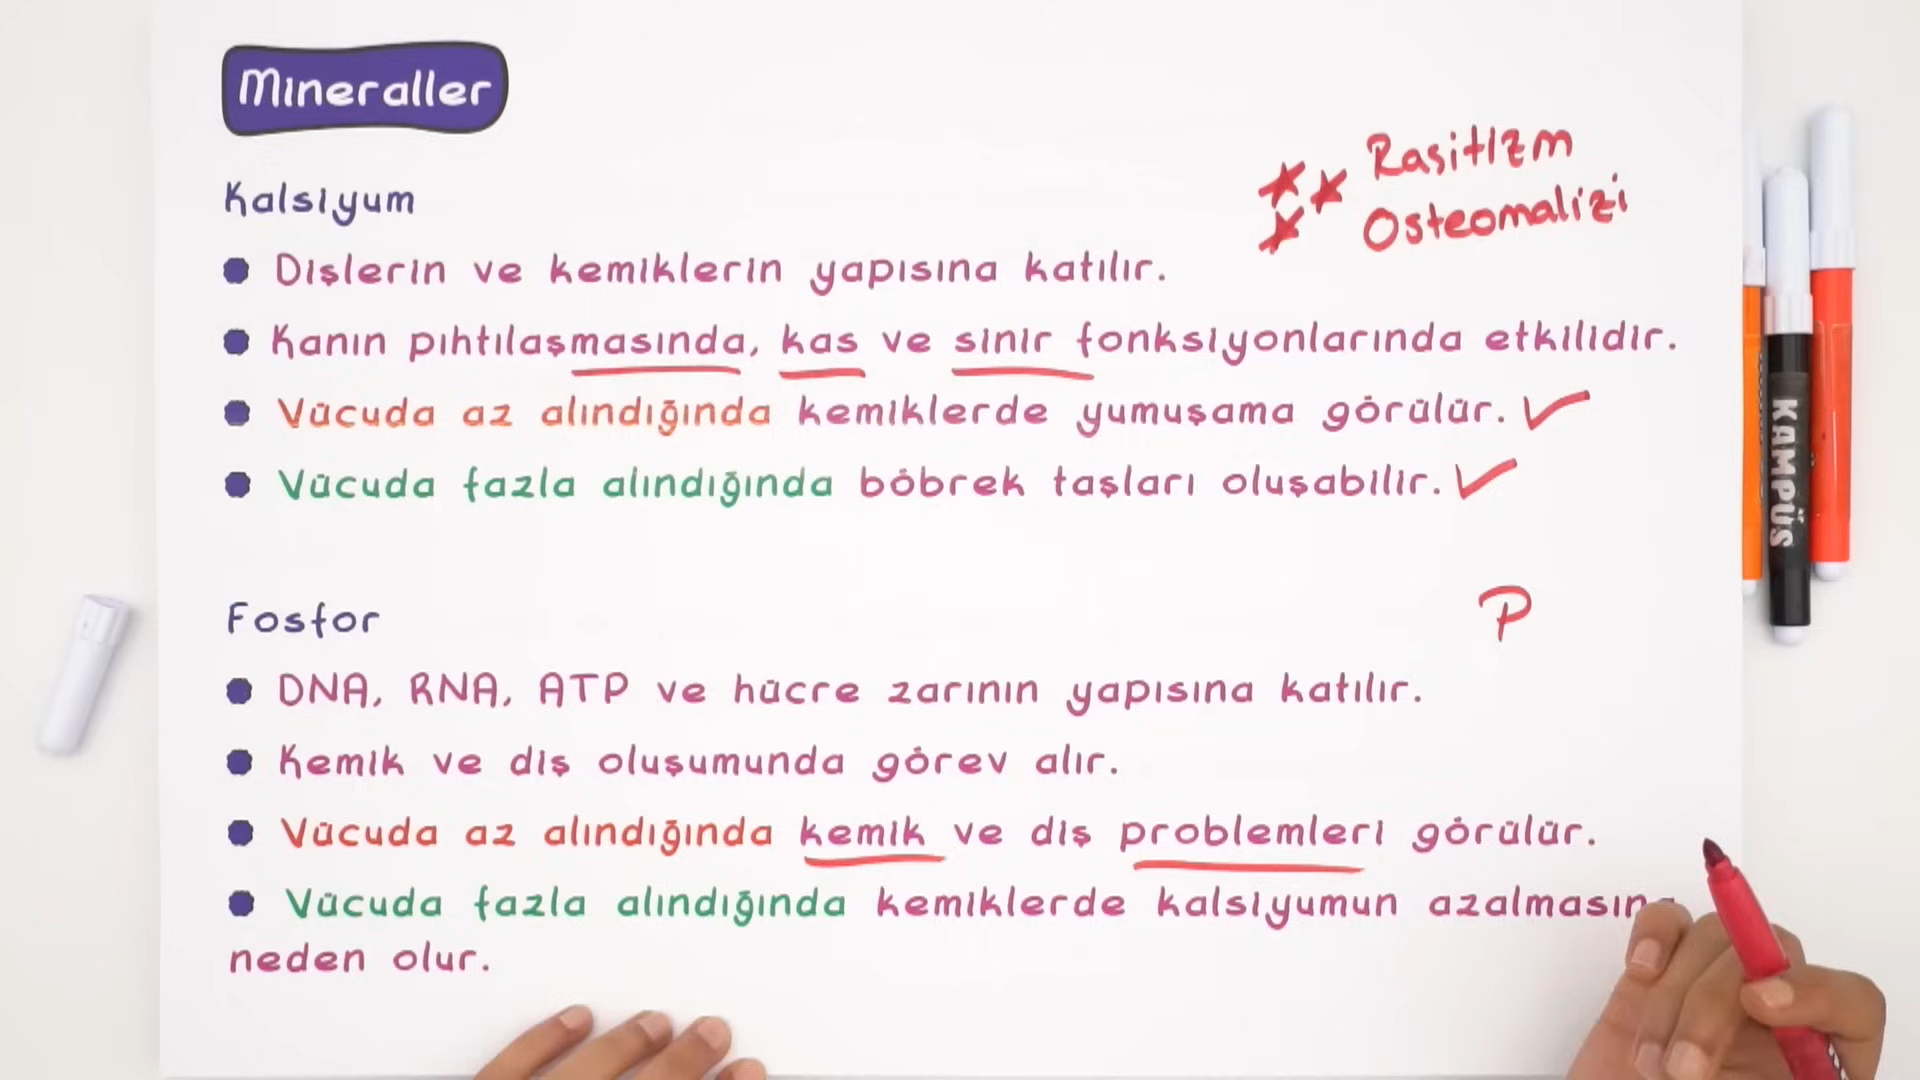 Mineraller
Raşitizm
Osteomalizi
Kalsiyum
Dişlerin ve kemiklerin yapısına katılır.
Kanın pıhtılaşmasında, kas ve sinir fonksiyonlarında etkilidir.
Vücuda az alındığında kemiklerde yumuşama görülür.
Vücuda fazla alındığında böbrek taşları oluşabilir.
KAMPÜS
Fosfor
P
DNA, RNA, ATP ve hücre zarının yapısına katılır.
Kemik ve diş oluşumunda görev alır.
Vücuda az alındığında kemik ve diş problemleri görülür.
Vücuda fazla alındığında kemiklerde kalsiyumun azalmasına
neden olur.